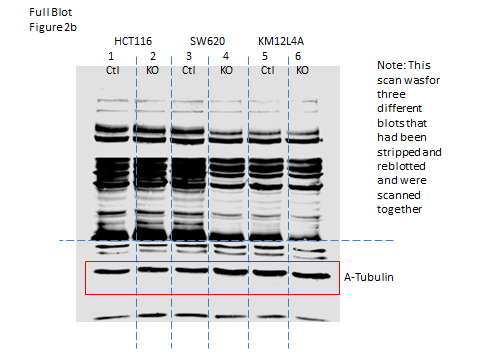 Full Blot
Figure 2b
HCT116 SW620 KM12L4A
1 2 3 4 5 6
Ctl KO Ctl KO Ctl KO
Note: This
scan wasfor
three
different
blots that
had been
stripped and
reblotted
and were
scanned
together
A-Tubulin